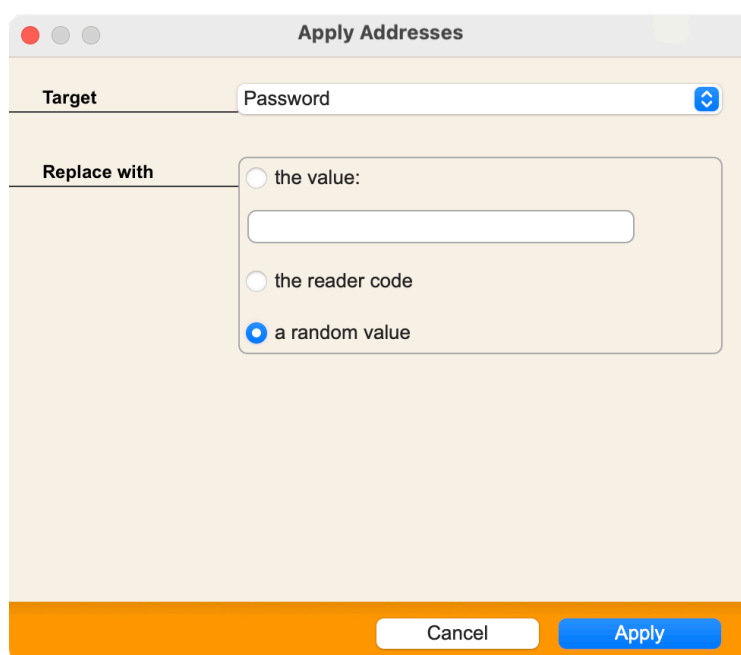 Apply Addresses
Target
Password
Replace with
the value:
the reader code
a random value
Cancel
Apply